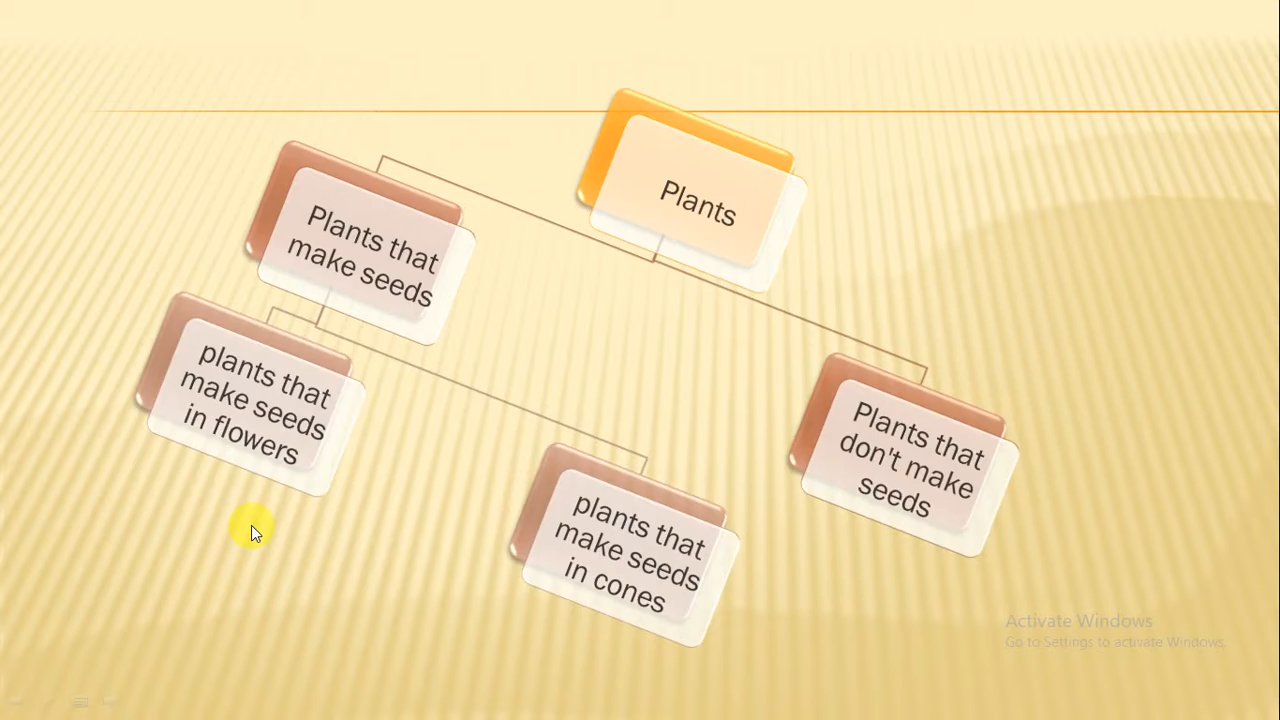 Plants
Plants that
make seeds
plants that
make seeds
in flowers
plants that
make seeds
in cones
Plants that
don't make
seeds
Activate Windows
Go to Settings to activate Windows.